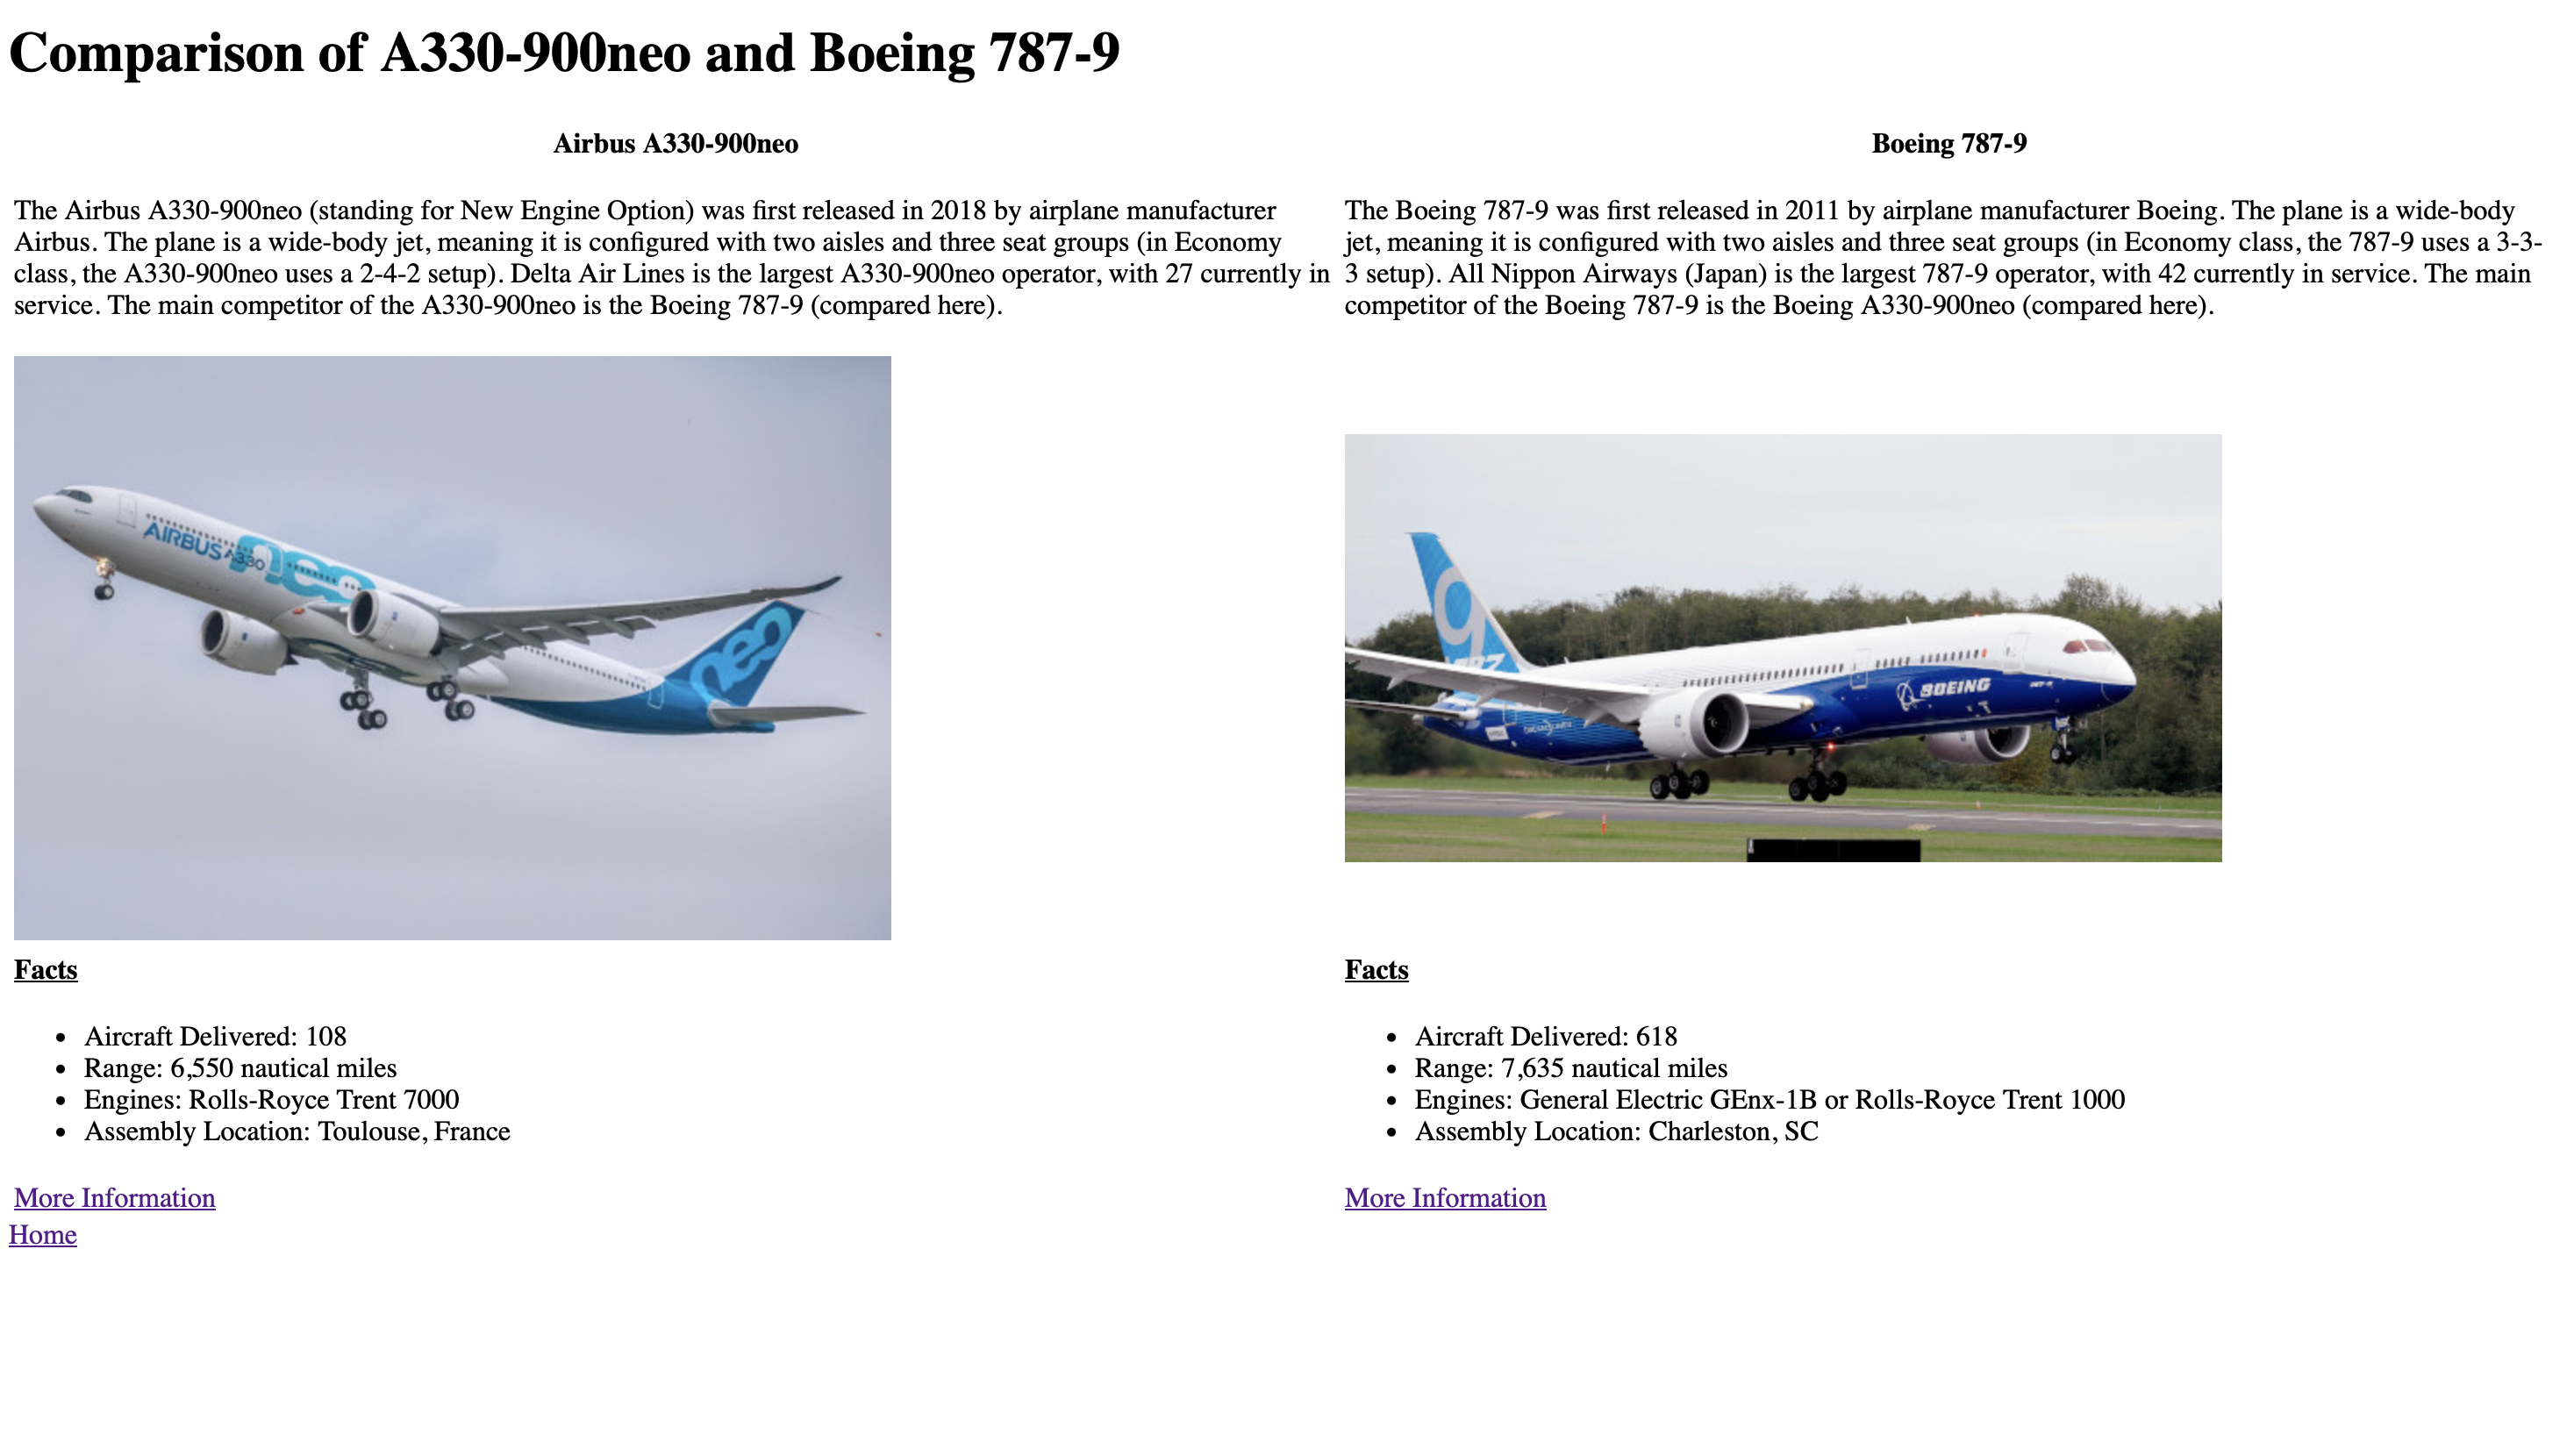 Comparison of A330-900neo and Boeing 787-9
Airbus A330-900neo
The Airbus A330-900neo (standing for New Engine Option) was first released in 2018 by airplane manufacturer
Airbus. The plane is a wide-body jet, meaning it is configured with two aisles and three seat groups (in Economy
class, the A330-900neo uses a 2-4-2 setup). Delta Air Lines is the largest A330-900neo operator, with 27 currently in
service. The main competitor of the A330-900neo is the Boeing 787-9 (compared here).
AIRBUS A330 neo
neo
Facts
• Aircraft Delivered: 108
• Range: 6,550 nautical miles
• Engines: Rolls-Royce Trent 7000
• Assembly Location: Toulouse, France
More Information
Boeing 787-9
The Boeing 787-9 was first released in 2011 by airplane manufacturer Boeing. The plane is a wide-body
jet, meaning it is configured with two aisles and three seat groups (in Economy class, the 787-9 uses a 3-3-
3 setup). All Nippon Airways (Japan) is the largest 787-9 operator, with 42 currently in service. The main
competitor of the Boeing 787-9 is the Boeing A330-900neo (compared here).
9
787
BOEING
Facts
• Aircraft Delivered: 618
• Range: 7,635 nautical miles
• Engines: General Electric GEnx-1B or Rolls-Royce Trent 1000
• Assembly Location: Charleston, SC
More Information
Home